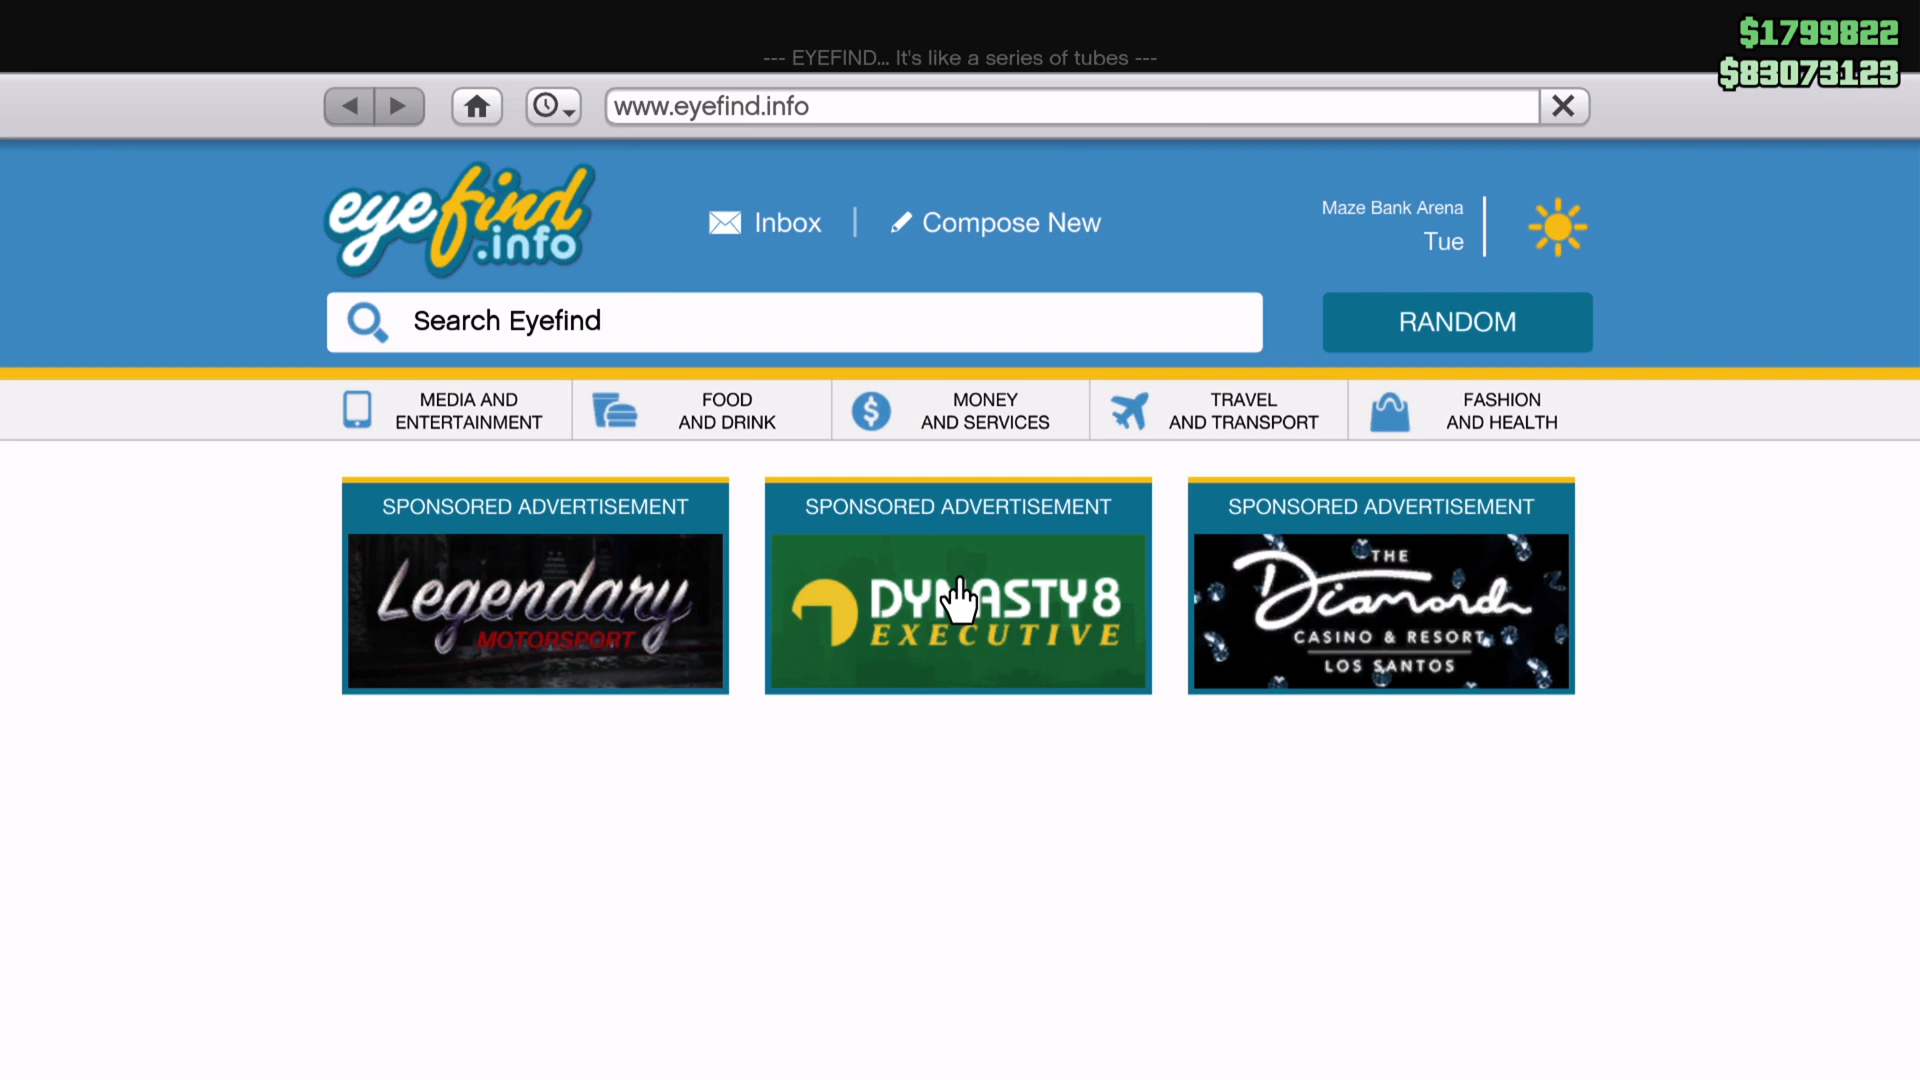 $1799822
--- EYEFIND... It's like a series of tubes ---
$83073123
www.eyefind.info
eyefind
.info
Inbox
Compose New
Maze Bank Arena
Tue
Search Eyefind
RANDOM
MEDIA AND
ENTERTAINMENT
FOOD
AND DRINK
MONEY
AND SERVICES
TRAVEL
AND TRANSPORT
FASHION
AND HEALTH
SPONSORED ADVERTISEMENT
Legendary
MOTORSPORT
SPONSORED ADVERTISEMENT
DYNASTY8
EXECUTIVE
SPONSORED ADVERTISEMENT
THE
Diamond
CASINO & RESORT
LOS SANTOS